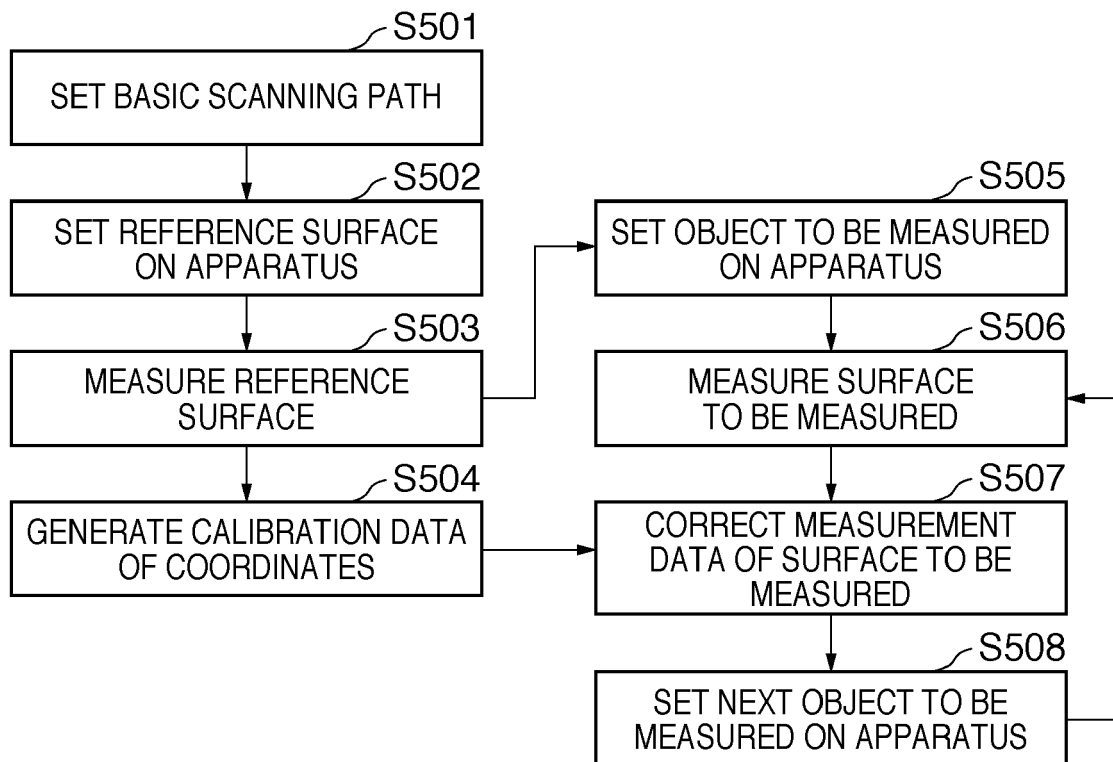 S501
SET BASIC SCANNING PATH
S502
SET REFERENCE SURFACE
ON APPARATUS
S503
MEASURE REFERENCE
SURFACE
S504
GENERATE CALIBRATION DATA
OF COORDINATES
S505
SET OBJECT TO BE MEASURED
ON APPARATUS
S506
MEASURE SURFACE
TO BE MEASURED
S507
CORRECT MEASUREMENT
DATA OF SURFACE TO BE
MEASURED
S508
SET NEXT OBJECT TO BE
MEASURED ON APPARATUS